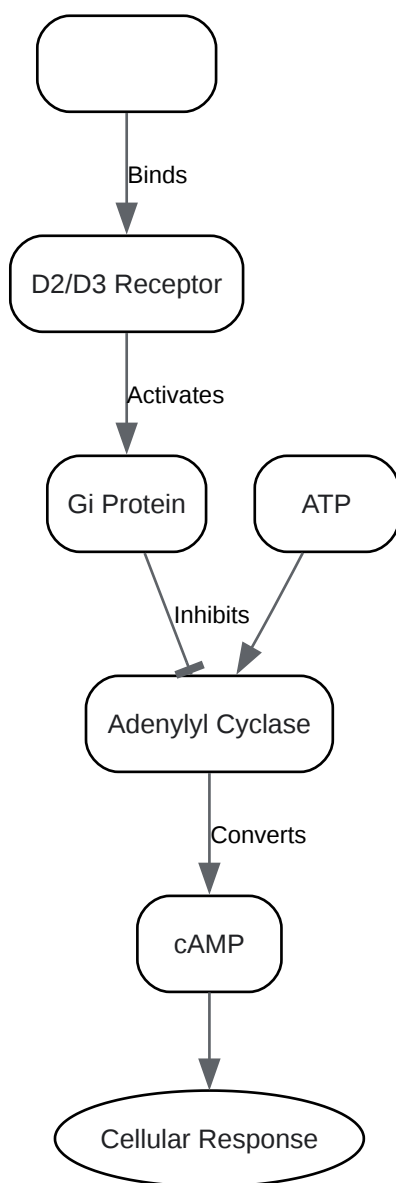 Binds
D2/D3 Receptor
Activates
Gi Protein
ATP
Inhibits
Adenylyl Cyclase
Converts
cAMP
Cellular Response